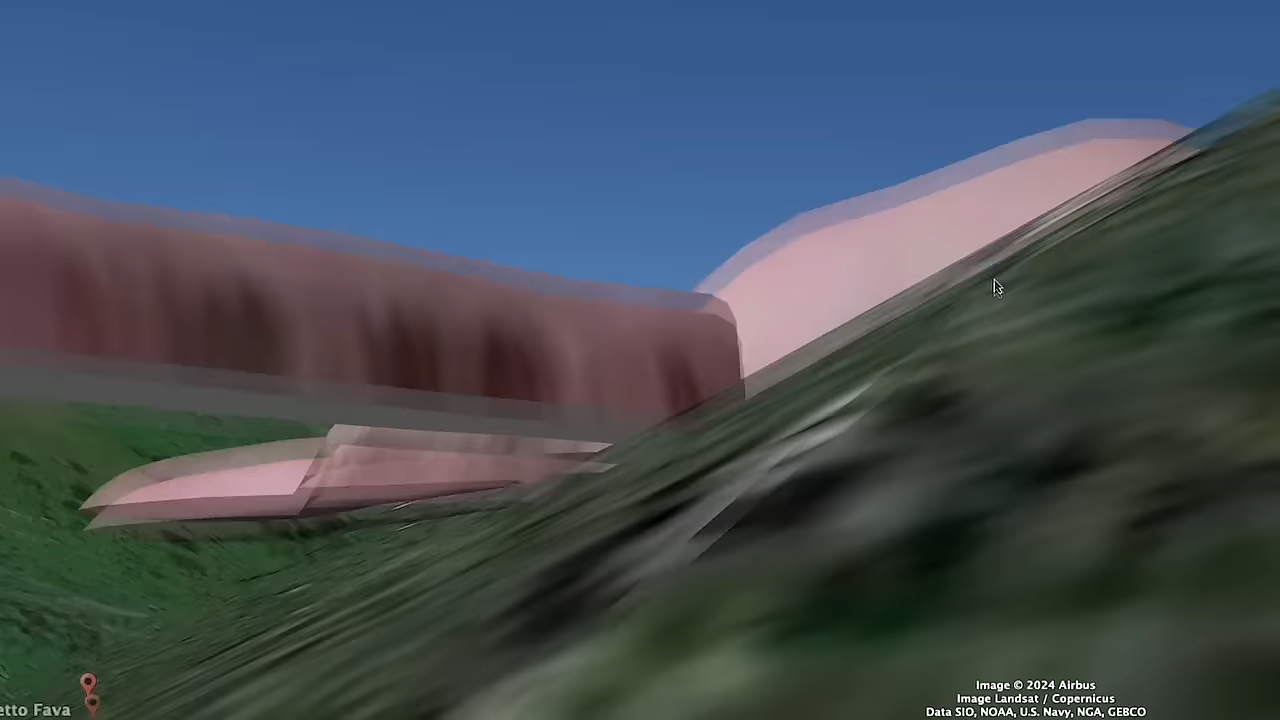 etto Fava
Image © 2024 Airbus
Image Landsat / Copernicus
Data SIO, NOAA, U.S. Navy, NGA, GEBCO